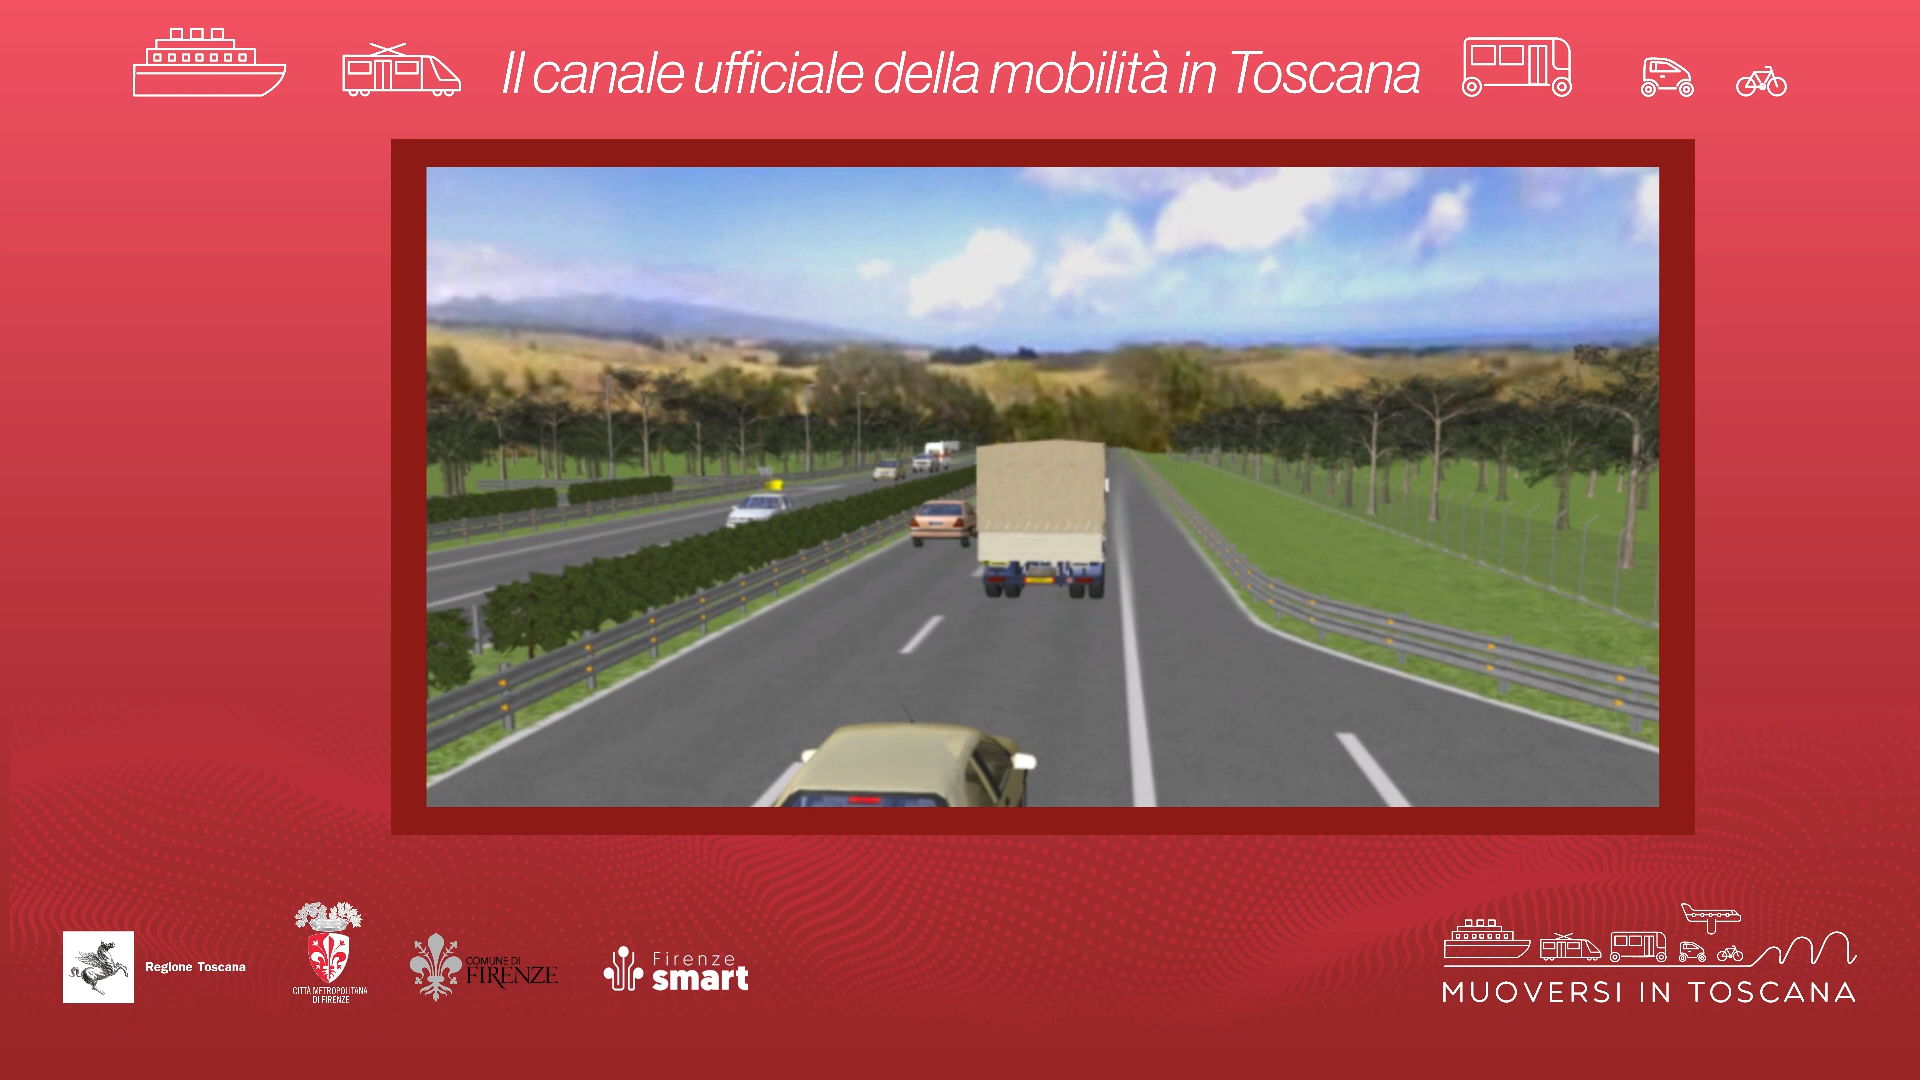 Il canale ufficiale della mobilità in Toscana
Regione Toscana
CITTÀ METROPOLITANA
DI FIRENZE
COMUNE DI
FIRENZE
Firenze
smart
MUOVERSI IN TOSCANA